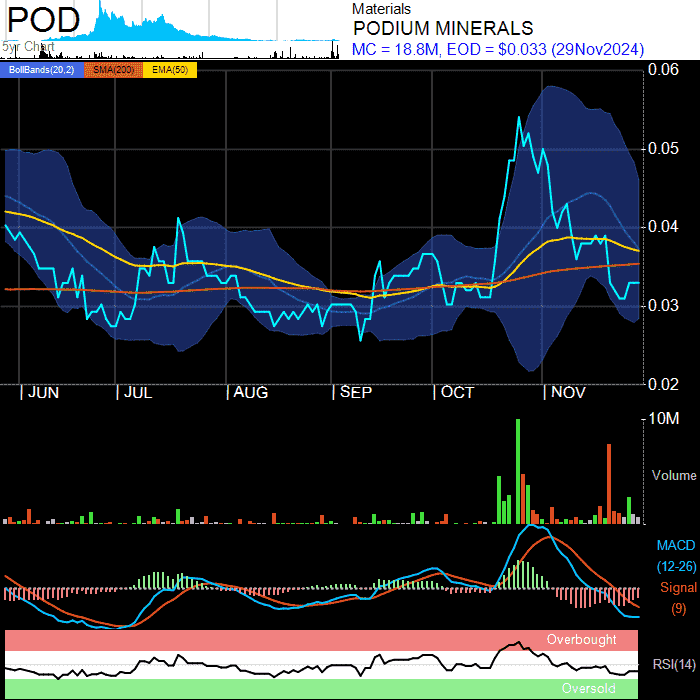 POD
5yr Chart
Materials
PODIUM MINERALS
MC = 18.8M, EOD = $0.033 (29Nov2024)
BollBands(20,2) SMA(200) EMA(50)
0.06
0.05
0.04
0.03
0.02
JUN JUL AUG SEP OCT NOV
10M
Volume
MACD
(12-26)
Signal
(9)
Overbought
RSI(14)
Oversold